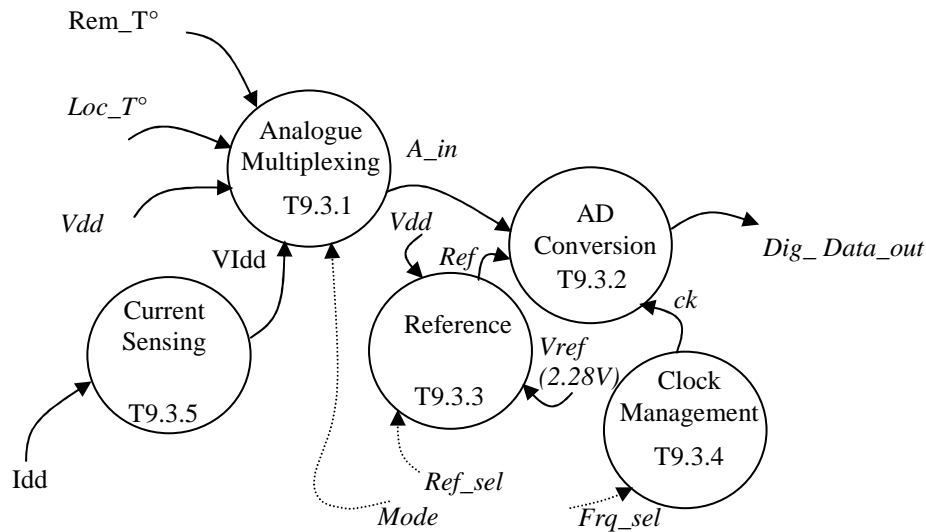 Rem_T°
Loc_T°
Vdd
Analogue
Multiplexing
T9.3.1
A_in
VIdd
Current
Sensing
T9.3.5
Idd
Vdd
Ref
AD
Conversion
T9.3.2
Dig_ Data_out
ck
Reference
T9.3.3
Vref
(2.28V)
Clock
Management
T9.3.4
Ref_sel
Mode
Frq_sel